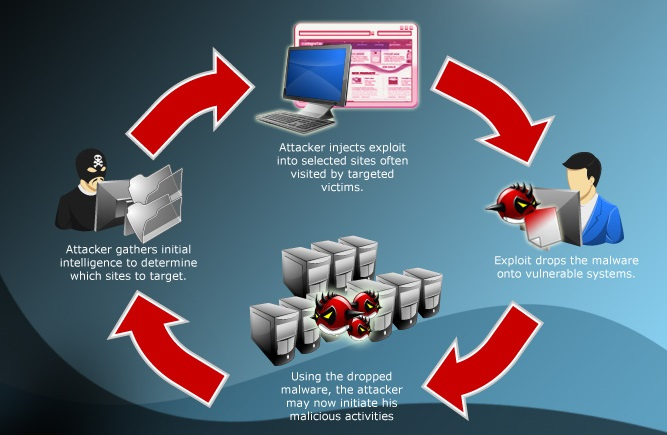 Attacker injects exploit
into selected sites often
visited by targeted
victims.
Exploit drops the malware
onto vulnerable systems.
Using the dropped
malware, the attacker
may now initiate his
malicious activities
Attacker gathers initial
intelligence to determine
which sites to target.